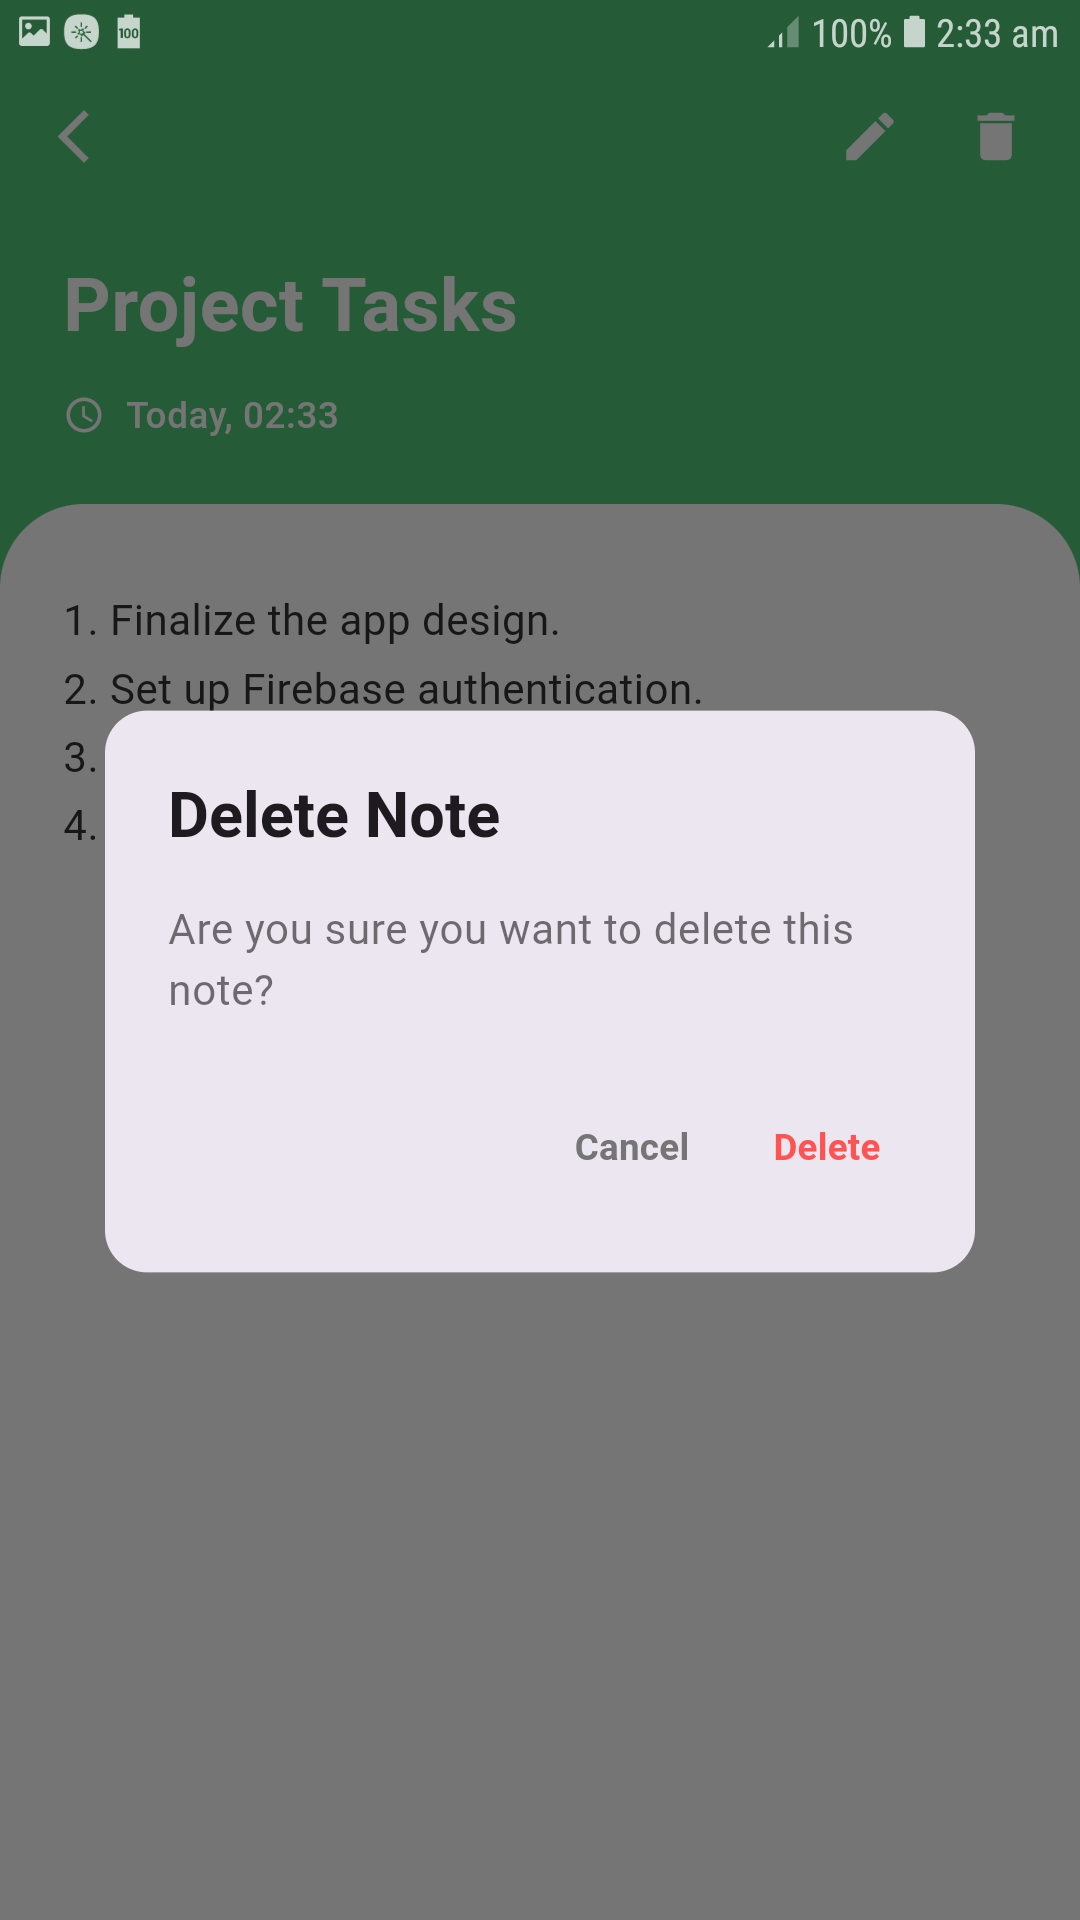 100
100%
2:33 am
Project Tasks
Today, 02:33
1. Finalize the app design.
2. Set up Firebase authentication.
3.
4.
Delete Note
Are you sure you want to delete this
note?
Cancel
Delete